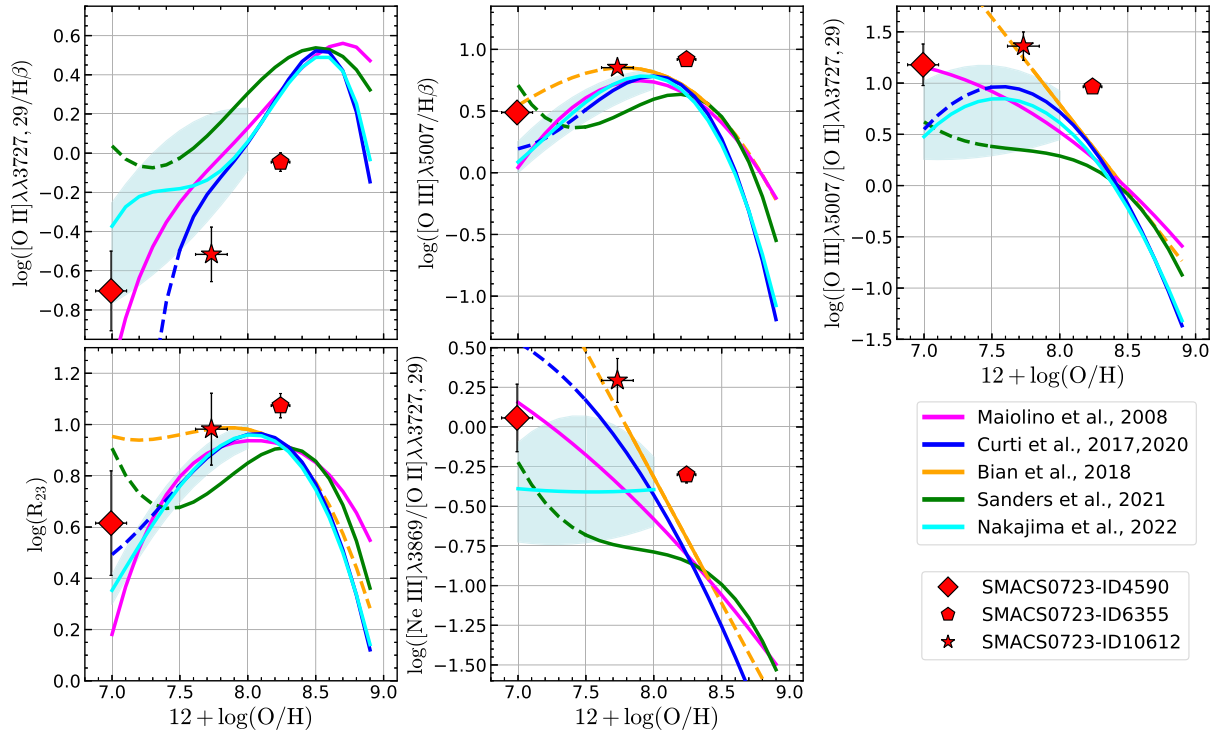 log([O II]λλ3727, 29/Hβ)
0.6
0.4
0.2
0.0
−0.2
−0.4
−0.6
−0.8
log([O III]λ5007/Hβ)
1.0
0.5
0.0
−0.5
−1.0
log([O III]λ5007/[O II]λλ3727, 29)
1.5
1.0
0.5
0.0
−0.5
−1.0
−1.5
7.0 7.5 8.0 8.5 9.0
12 + log(O/H)
log(R23)
1.2
1.0
0.8
0.6
0.4
0.2
0.0
7.0 7.5 8.0 8.5 9.0
12 + log(O/H)
log([Ne III]λ3869/[O II]λλ3727, 29)
0.50
0.25
0.00
−0.25
−0.50
−0.75
−1.00
−1.25
−1.50
7.0 7.5 8.0 8.5 9.0
12 + log(O/H)
Maiolino et al., 2008
Curti et al., 2017,2020
Bian et al., 2018
Sanders et al., 2021
Nakajima et al., 2022
SMACS0723-ID4590
SMACS0723-ID6355
SMACS0723-ID10612